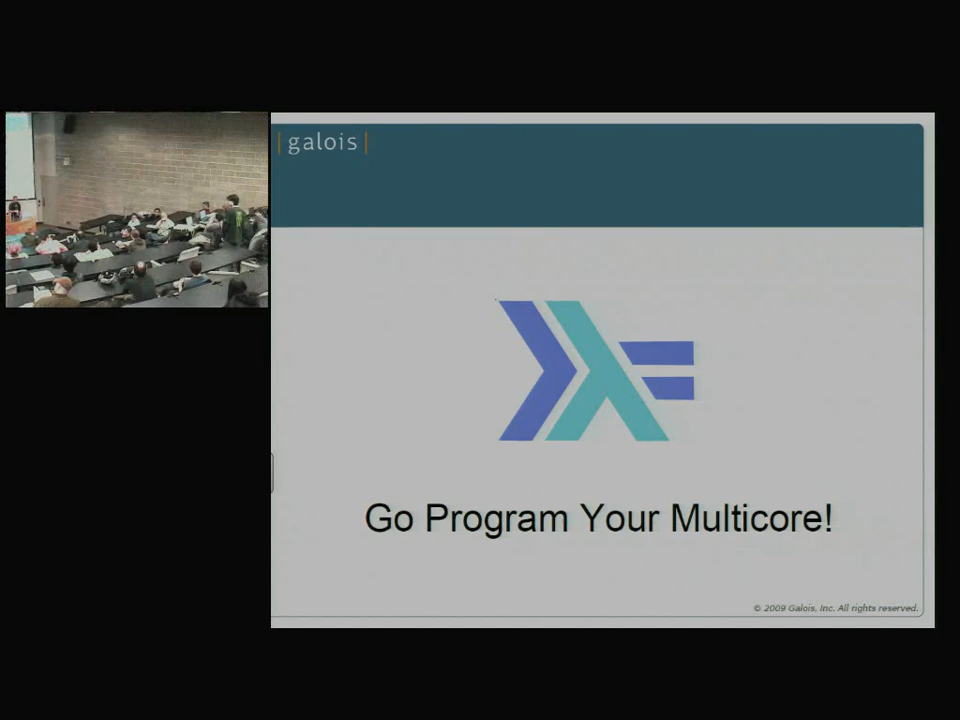 |galois|
Go Program Your Multicore!
© 2009 Galois, Inc. All rights reserved.